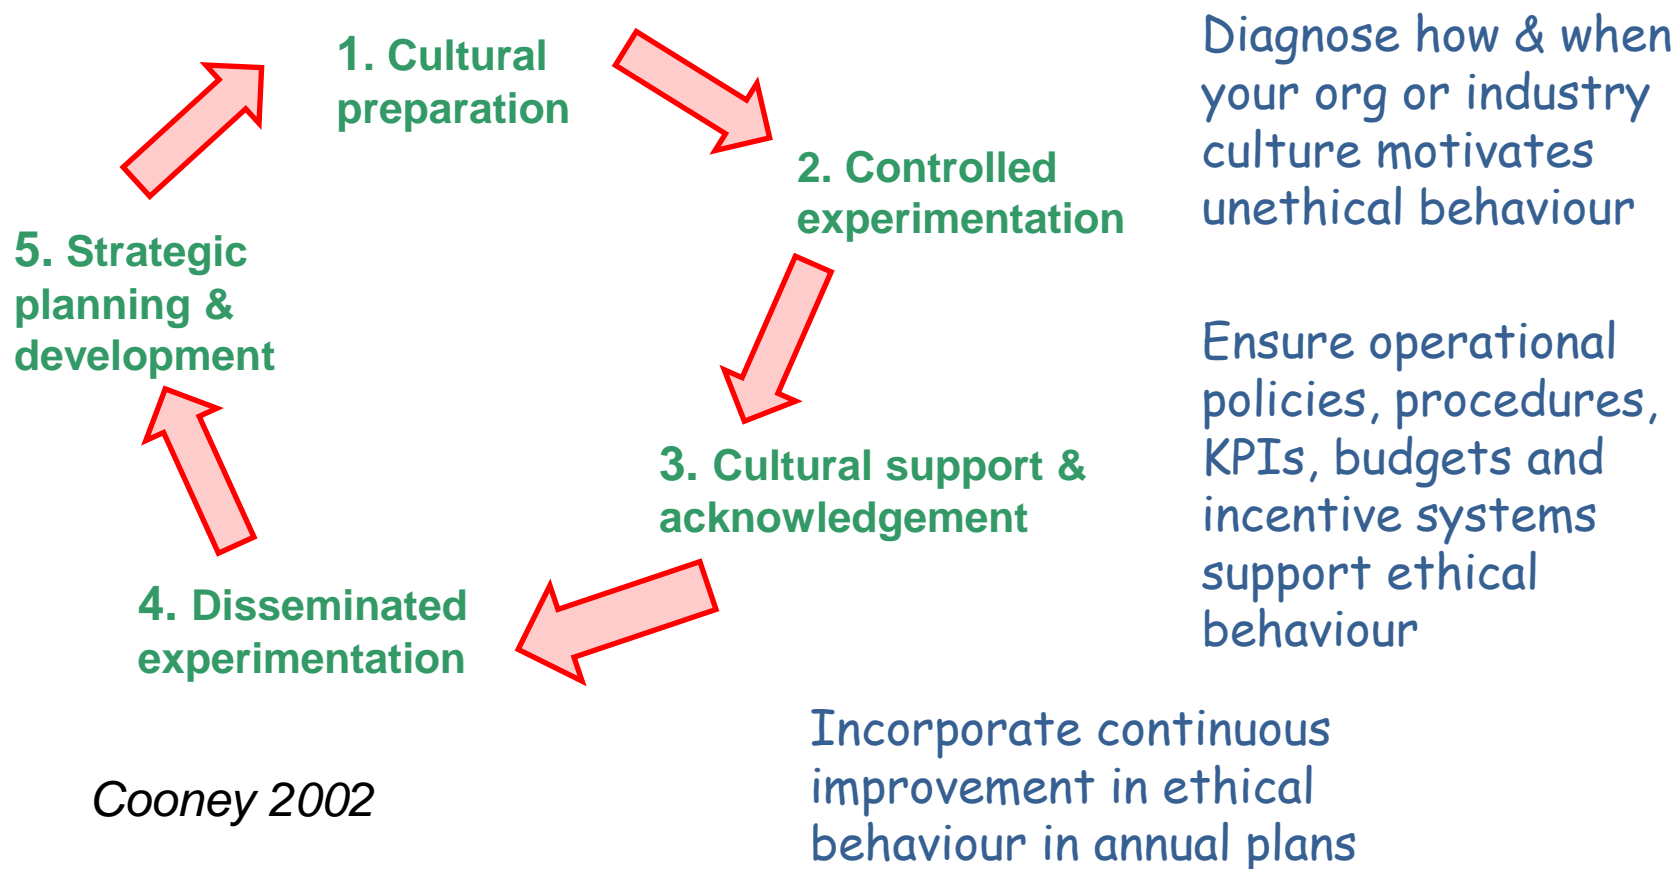 1. Cultural
preparation
2. Controlled
experimentation
3. Cultural support &
acknowledgement
4. Disseminated
experimentation
5. Strategic
planning &
development
Cooney 2002
Diagnose how & when
your org or industry
culture motivates
unethical behaviour
Ensure operational
policies, procedures,
KPIs, budgets and
incentive systems
support ethical
behaviour
Incorporate continuous
improvement in ethical
behaviour in annual plans